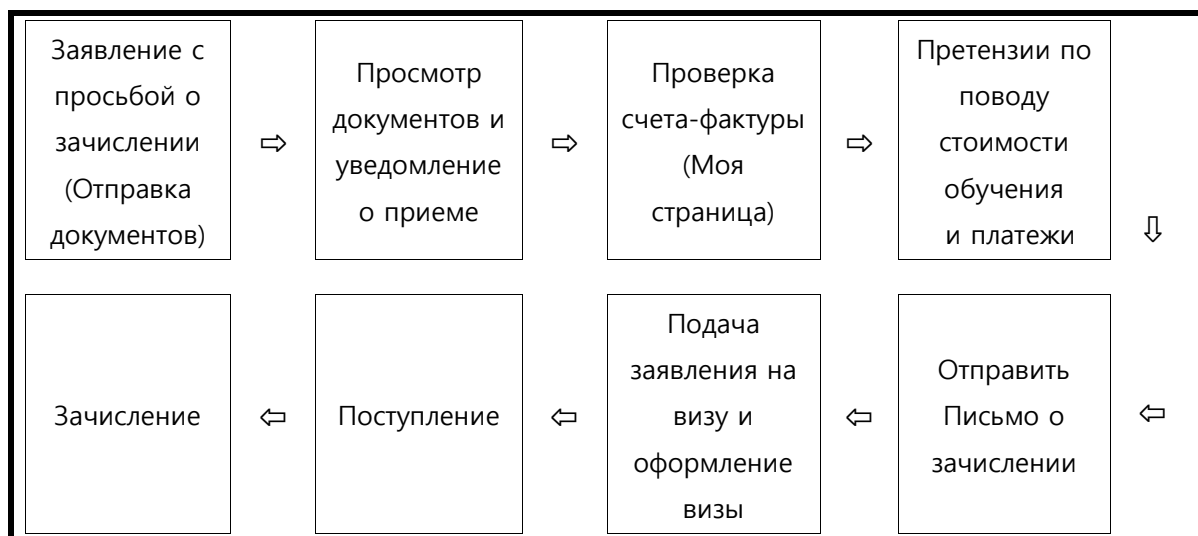 Заявление с
просьбой о
зачислении
(Отправка
документов)
⇨
Просмотр
документов и
уведомление
о приеме
⇨
Проверка
счета-фактуры
(Моя
страница)
⇨
Претензии по
поводу
стоимости
обучения
и платежи
⇩
Зачисление
⇦
Поступление
⇦
Подача
заявления на
визу и
оформление
визы
⇦
Отправить
Письмо о
зачислении
⇦